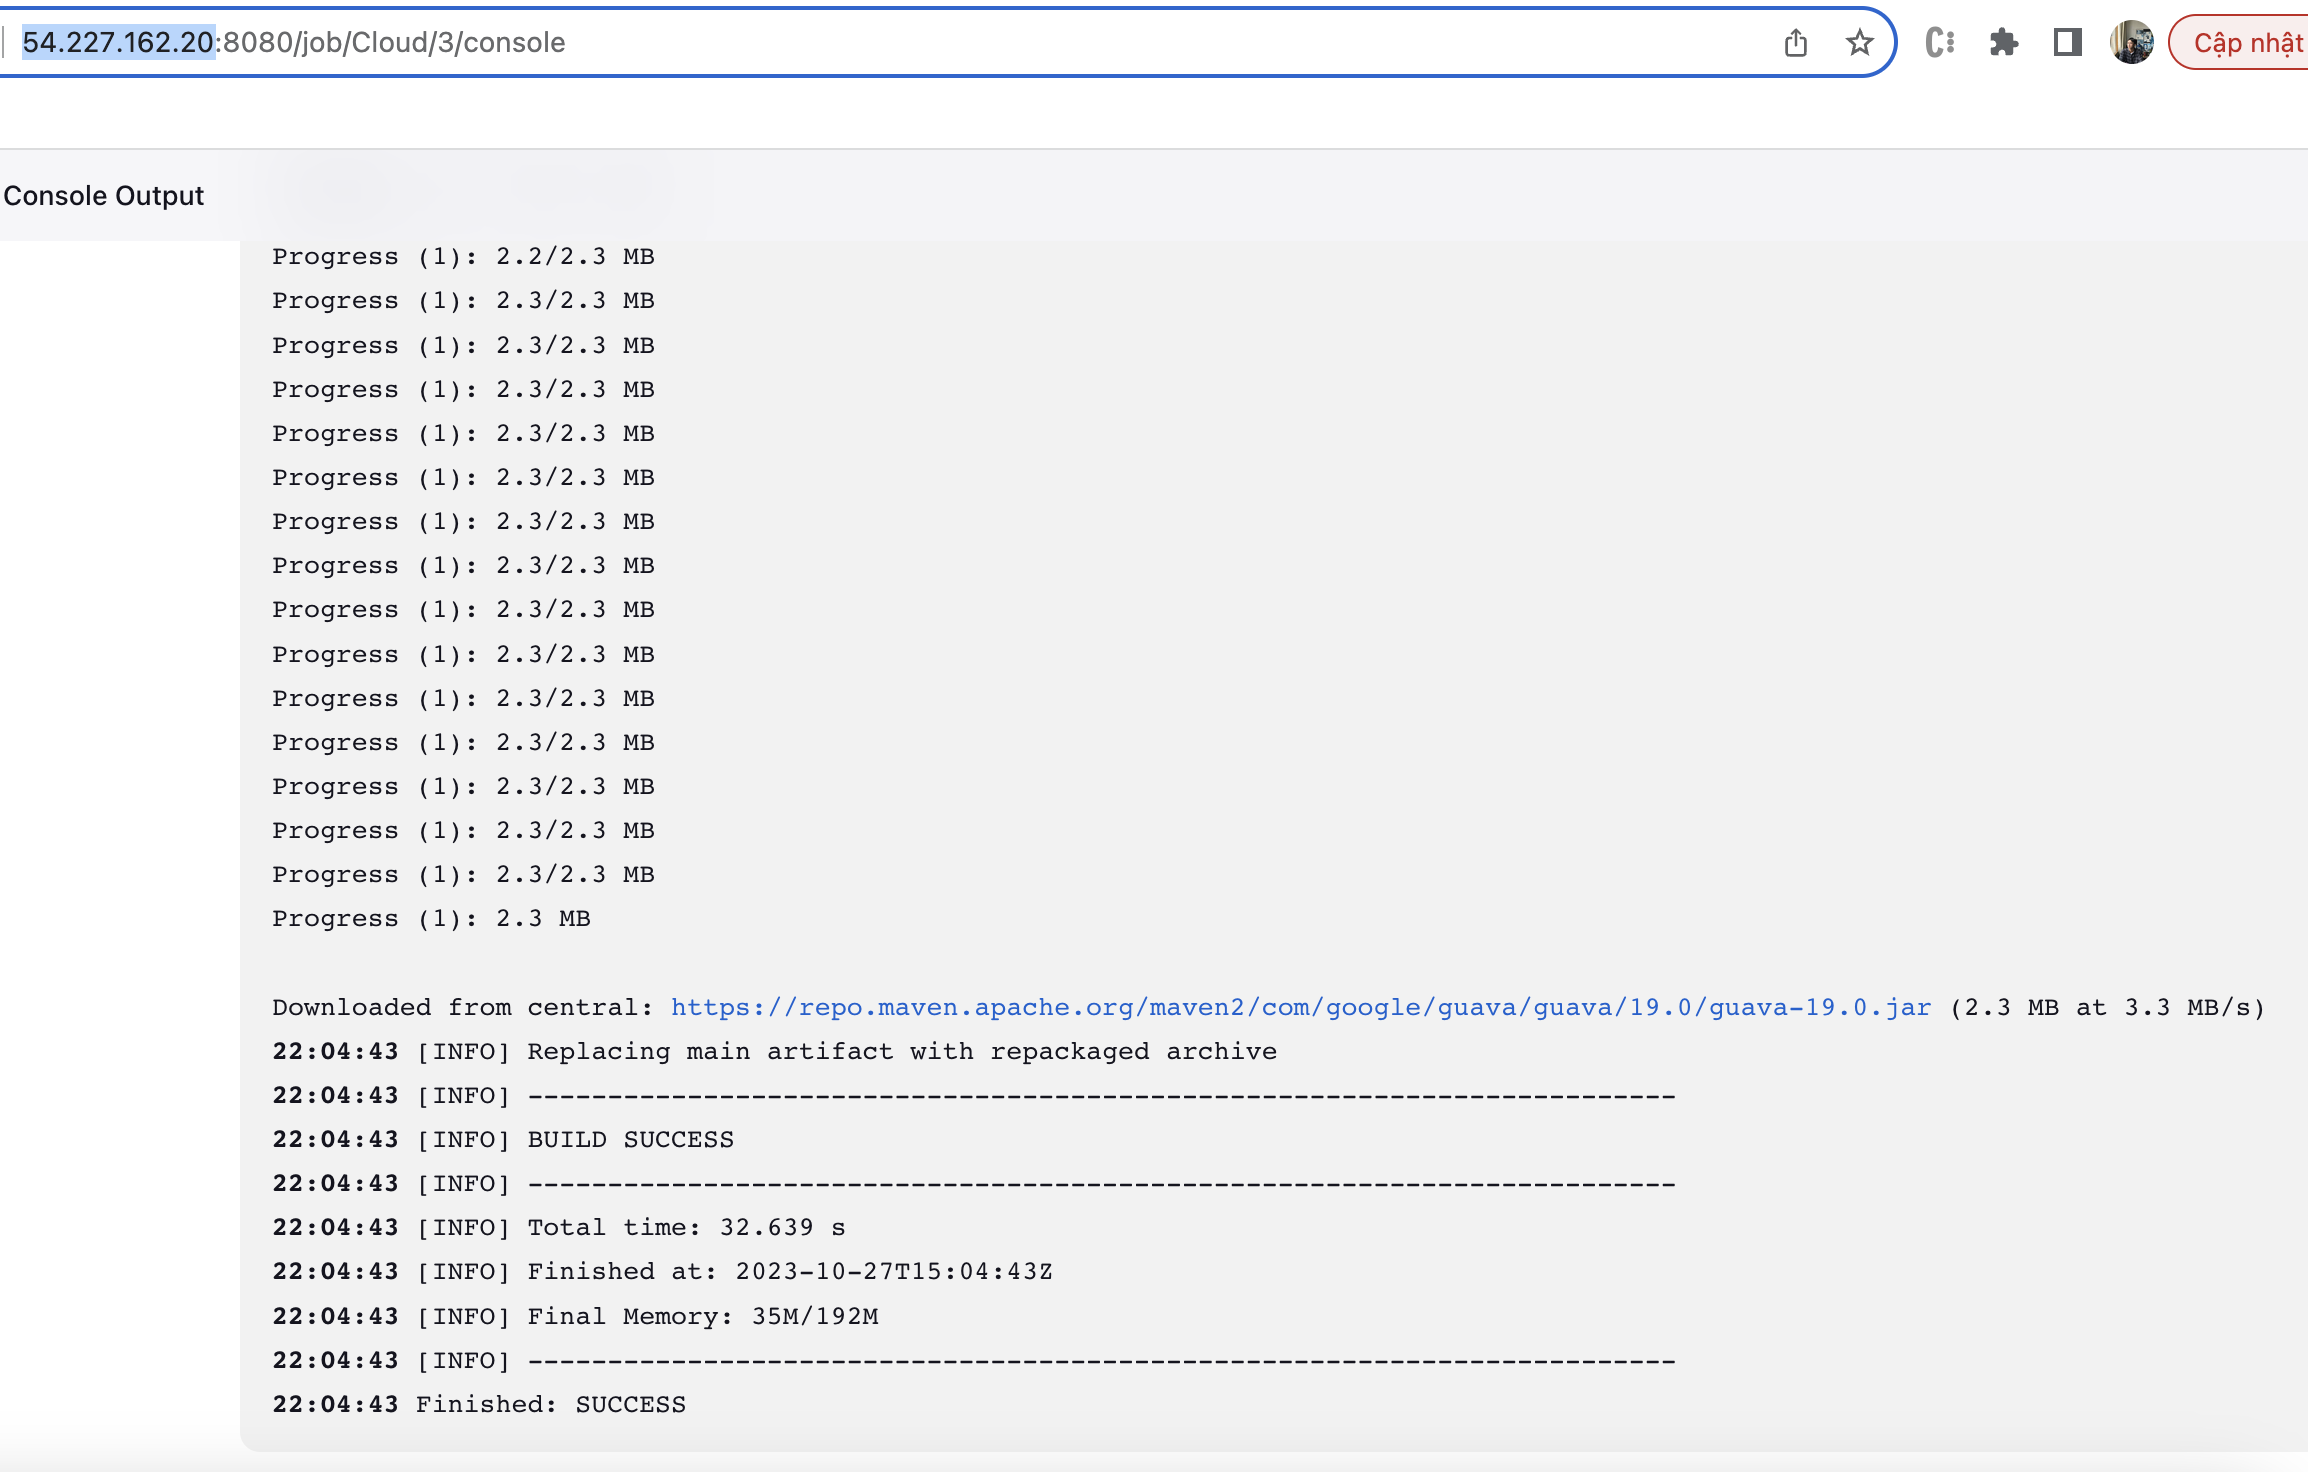 54.227.162.20:8080/job/Cloud/3/console
Cập nhật
Console Output
Progress (1): 2.2/2.3 MB
Progress (1): 2.3/2.3 MB
Progress (1): 2.3/2.3 MB
Progress (1): 2.3/2.3 MB
Progress (1): 2.3/2.3 MB
Progress (1): 2.3/2.3 MB
Progress (1): 2.3/2.3 MB
Progress (1): 2.3/2.3 MB
Progress (1): 2.3/2.3 MB
Progress (1): 2.3/2.3 MB
Progress (1): 2.3/2.3 MB
Progress (1): 2.3/2.3 MB
Progress (1): 2.3/2.3 MB
Progress (1): 2.3/2.3 MB
Progress (1): 2.3/2.3 MB
Progress (1): 2.3 MB
Downloaded from central: https://repo.maven.apache.org/maven2/com/google/guava/guava/19.0/guava-19.0.jar (2.3 MB at 3.3 MB/s)
22:04:43 [INFO] Replacing main artifact with repackaged archive
22:04:43 [INFO] ------------------------------------------------------------------------
22:04:43 [INFO] BUILD SUCCESS
22:04:43 [INFO] ------------------------------------------------------------------------
22:04:43 [INFO] Total time: 32.639 s
22:04:43 [INFO] Finished at: 2023-10-27T15:04:43Z
22:04:43 [INFO] Final Memory: 35M/192M
22:04:43 [INFO] ------------------------------------------------------------------------
22:04:43 Finished: SUCCESS